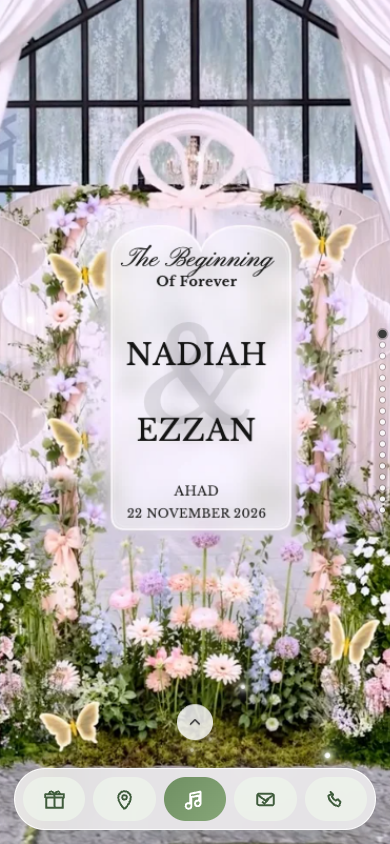 The Beginning
Of Forever
NADIAH
&
EZZAN
AHAD
22 NOVEMBER 2026